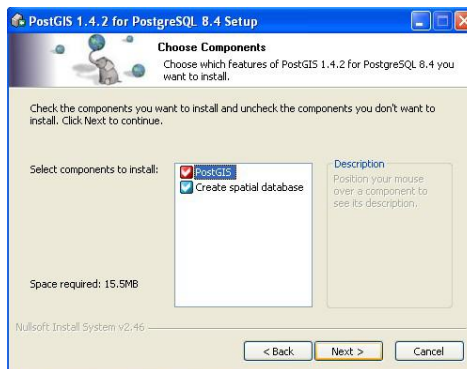 PostGIS 1.4.2 for PostgreSQL 8.4 Setup
Choose Components
Choose which features of PostGIS 1.4.2 for PostgreSQL 8.4 you
want to install.
Check the components you want to install and uncheck the components you don't want to
install. Click Next to continue.
Select components to install:
PostGIS
Create spatial database
Description
Position your mouse
over a component to
see its description.
Space required: 15.5MB
Nullsoft Install System v2.46
< Back
Next >
Cancel